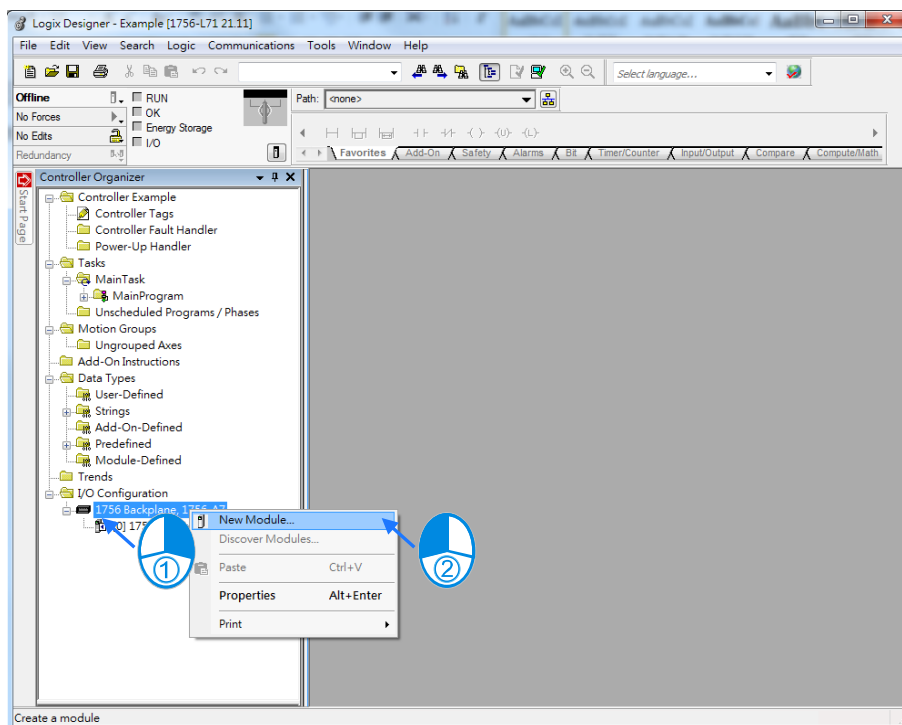 Logix Designer - Example [1756-L71 21.11]
File Edit View Search Logic Communications Tools Window Help
Select language...
Offline
RUN
Path: <none>
No Forces
OK
Energy Storage
No Edits
I/O
Redundancy
Favorites Add-On Safety Alarms Bit Timer/Counter Input/Output Compare Compute/Math
Start Page
Controller Organizer
Controller Example
Controller Tags
Controller Fault Handler
Power-Up Handler
Tasks
MainTask
MainProgram
Unscheduled Programs / Phases
Motion Groups
Ungrouped Axes
Add-On Instructions
Data Types
User-Defined
Strings
Add-On-Defined
Predefined
Module-Defined
Trends
I/O Configuration
1756 Backplane, 1756-A7
New Module...
Discover Modules...
Paste Ctrl+V
Properties Alt+Enter
Print
1
2
Create a module